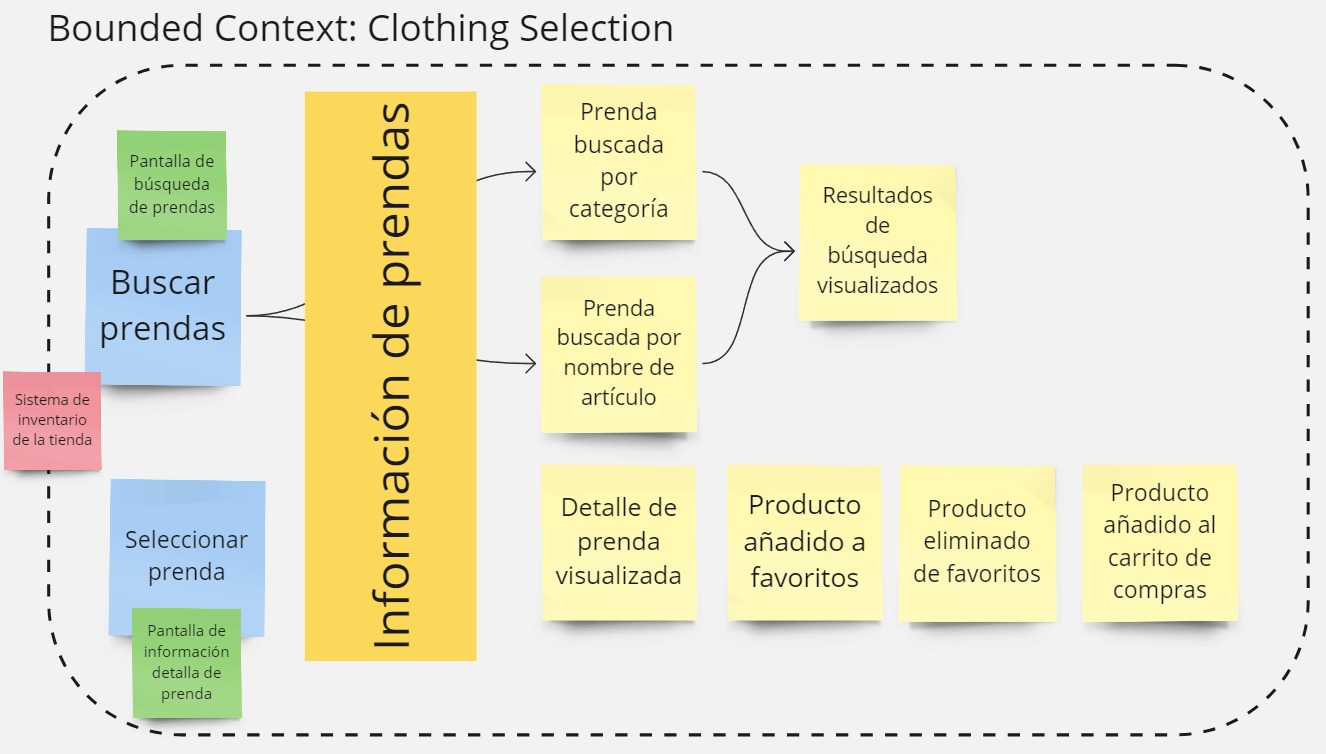 Bounded Context: Clothing Selection
Pantalla de
búsqueda
de prendas
Buscar
prendas
Sistema de
inventario
de la tienda
Seleccionar
prenda
Pantalla de
información
detalla de
prenda
Información de prendas
Prenda
buscada
por
categoría
Prenda
buscada por
nombre de
artículo
Resultados
de
búsqueda
visualizados
Detalle de
prenda
visualizada
Producto
añadido a
favoritos
Producto
eliminado
de favoritos
Producto
añadido al
carrito de
compras